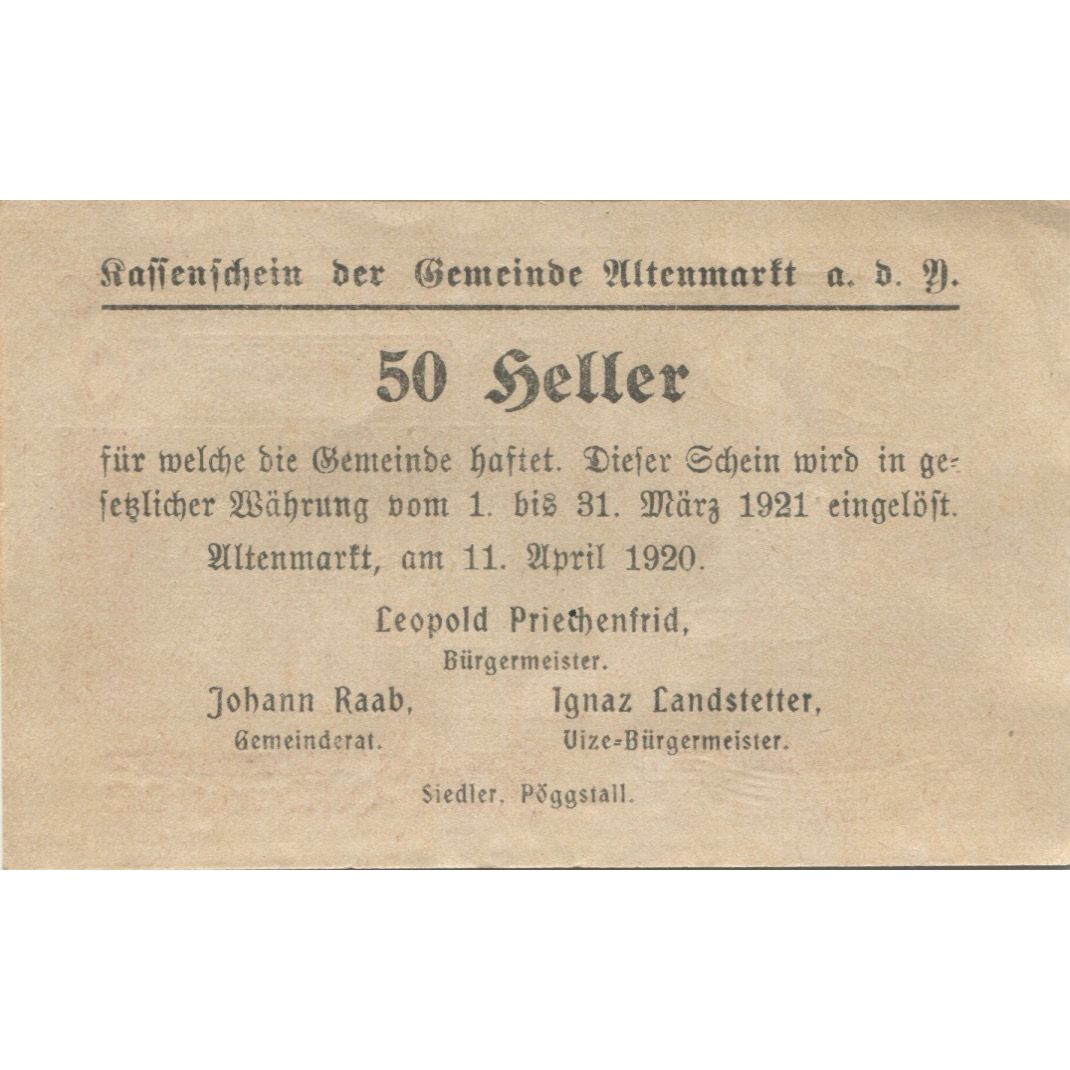 Kassenschein der Gemeinde Altenmarkt a. d. Y.
50 Heller
für welche die Gemeinde haftet. Dieser Schein wird in ge-
setzlicher Währung vom 1. bis 31. März 1921 eingelöst.
Altenmarkt, am 11. April 1920.
Leopold Priechenfrid,
Bürgermeister.
Johann Raab,
Gemeinderat.
Ignaz Landstetter,
Vize-Bürgermeister.
Siedler, Pöggstall.